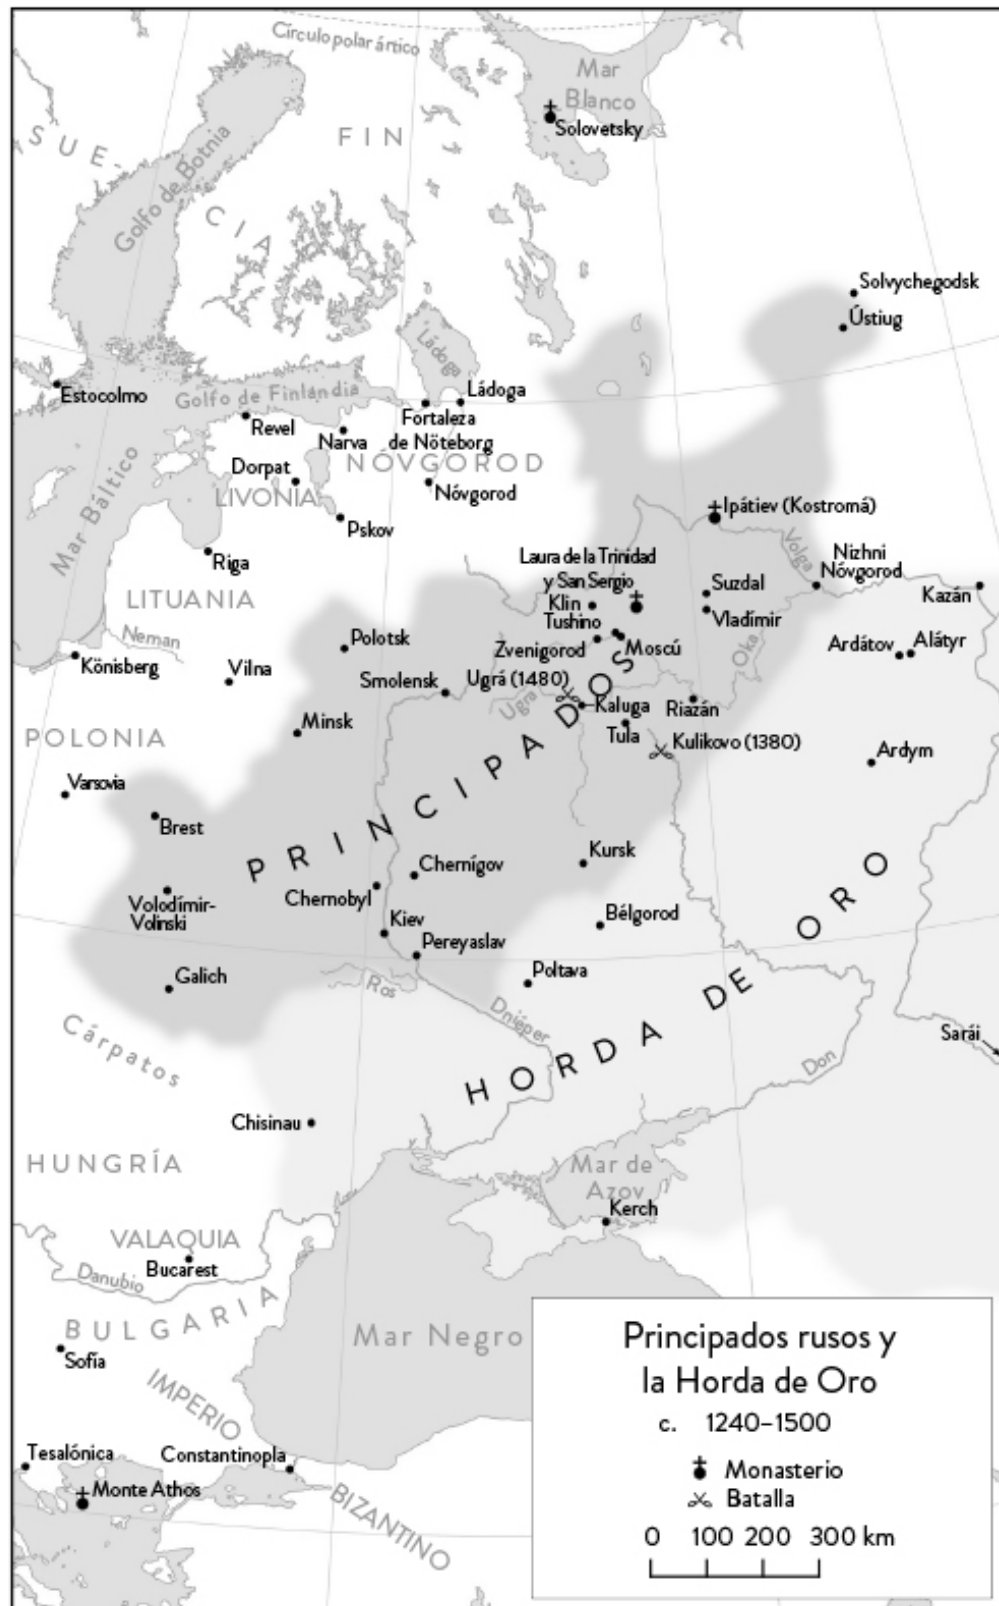 Círculo polar ártico
Mar
Blanco
Solovetsky
SUE-
CIA
FIN
Golfo de Botnia
Solvychegodsk
Ústiug
Ládoga
Ládoga
Estocolmo
Golfo de Finlandia
Revel
Narva
Fortaleza
de Nöteborg
NÓVGOROD
Dorpat
LIVONIA
Nóvgorod
Pskov
Mar Báltico
Riga
Ipátiev (Kostromá)
Volga
Nizhni
Nóvgorod
Laura de la Trinidad
y San Sergio
Suzdal
Kazán
LITUANIA
Klin
Tushino
Vladímir
Neman
Polotsk
Zvenigorod
Moscú
Oka
Ardátov
Alátyr
Könisberg
Vilna
Smolensk
Ugrá (1480)
Ugra
Kaluga
Riazán
Minsk
Tula
Kulikovo (1380)
POLONIA
Ardym
Varsovia
Brest
PRINCIPADOS
Kursk
Chernígov
Chernobyl
Volodímir-
Volinski
Kiev
Bélgorod
Pereyaslav
Galich
Ros
Poltava
Dniéper
HORDA DE ORO
Cárpatos
Don
Sarái
Chisinau
HUNGRÍA
Mar de
Azov
Kerch
VALAQUIA
Bucarest
Danubio
BULGARIA
Sofía
Mar Negro
IMPERIO
BIZANTINO
Tesalónica
Constantinopla
Monte Athos
Principados rusos y
la Horda de Oro
c. 1240–1500
Monasterio
Batalla
0 100 200 300 km